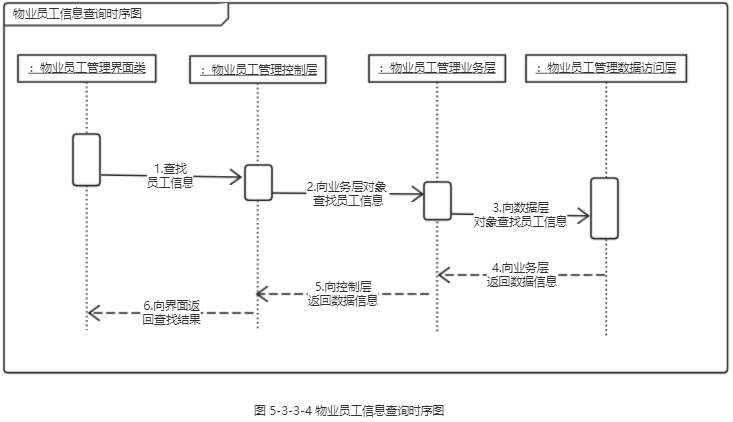 物业员工信息查询时序图
：物业员工管理界面类
：物业员工管理控制层
：物业员工管理业务层
：物业员工管理数据访问层
1.查找
员工信息
2.向业务层对象
查找员工信息
3.向数据层
对象查找员工信息
4.向业务层
返回数据信息
5.向控制层
返回数据信息
6.向界面返
回查找结果
图 5-3-3-4 物业员工信息查询时序图